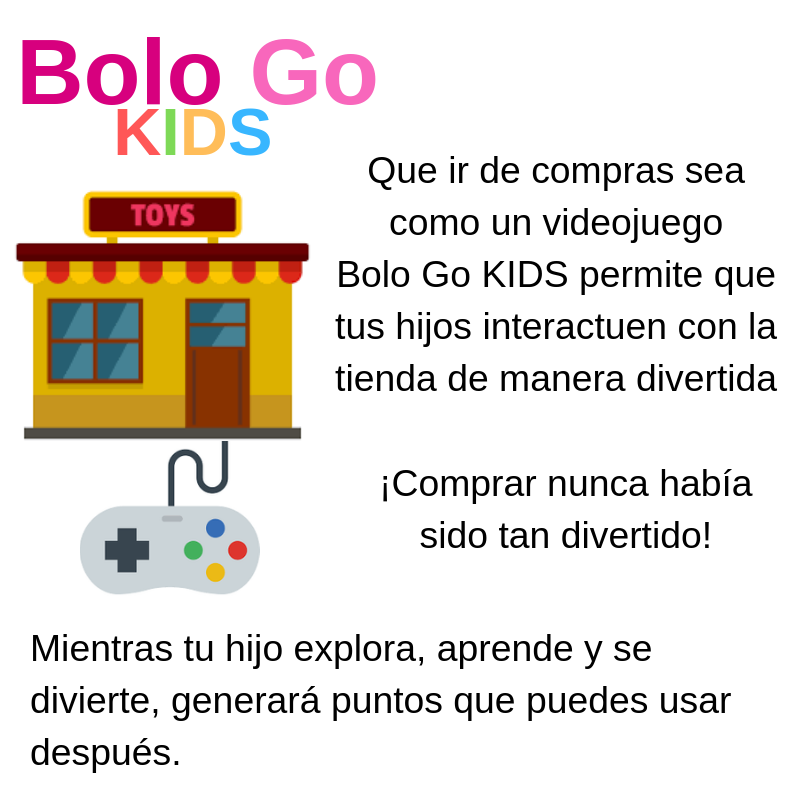 Bolo Go
KIDS
TOYS
Que ir de compras sea
como un videojuego
Bolo Go KIDS permite que
tus hijos interactuen con la
tienda de manera divertida
¡Comprar nunca había
sido tan divertido!
Mientras tu hijo explora, aprende y se
divierte, generará puntos que puedes usar
después.